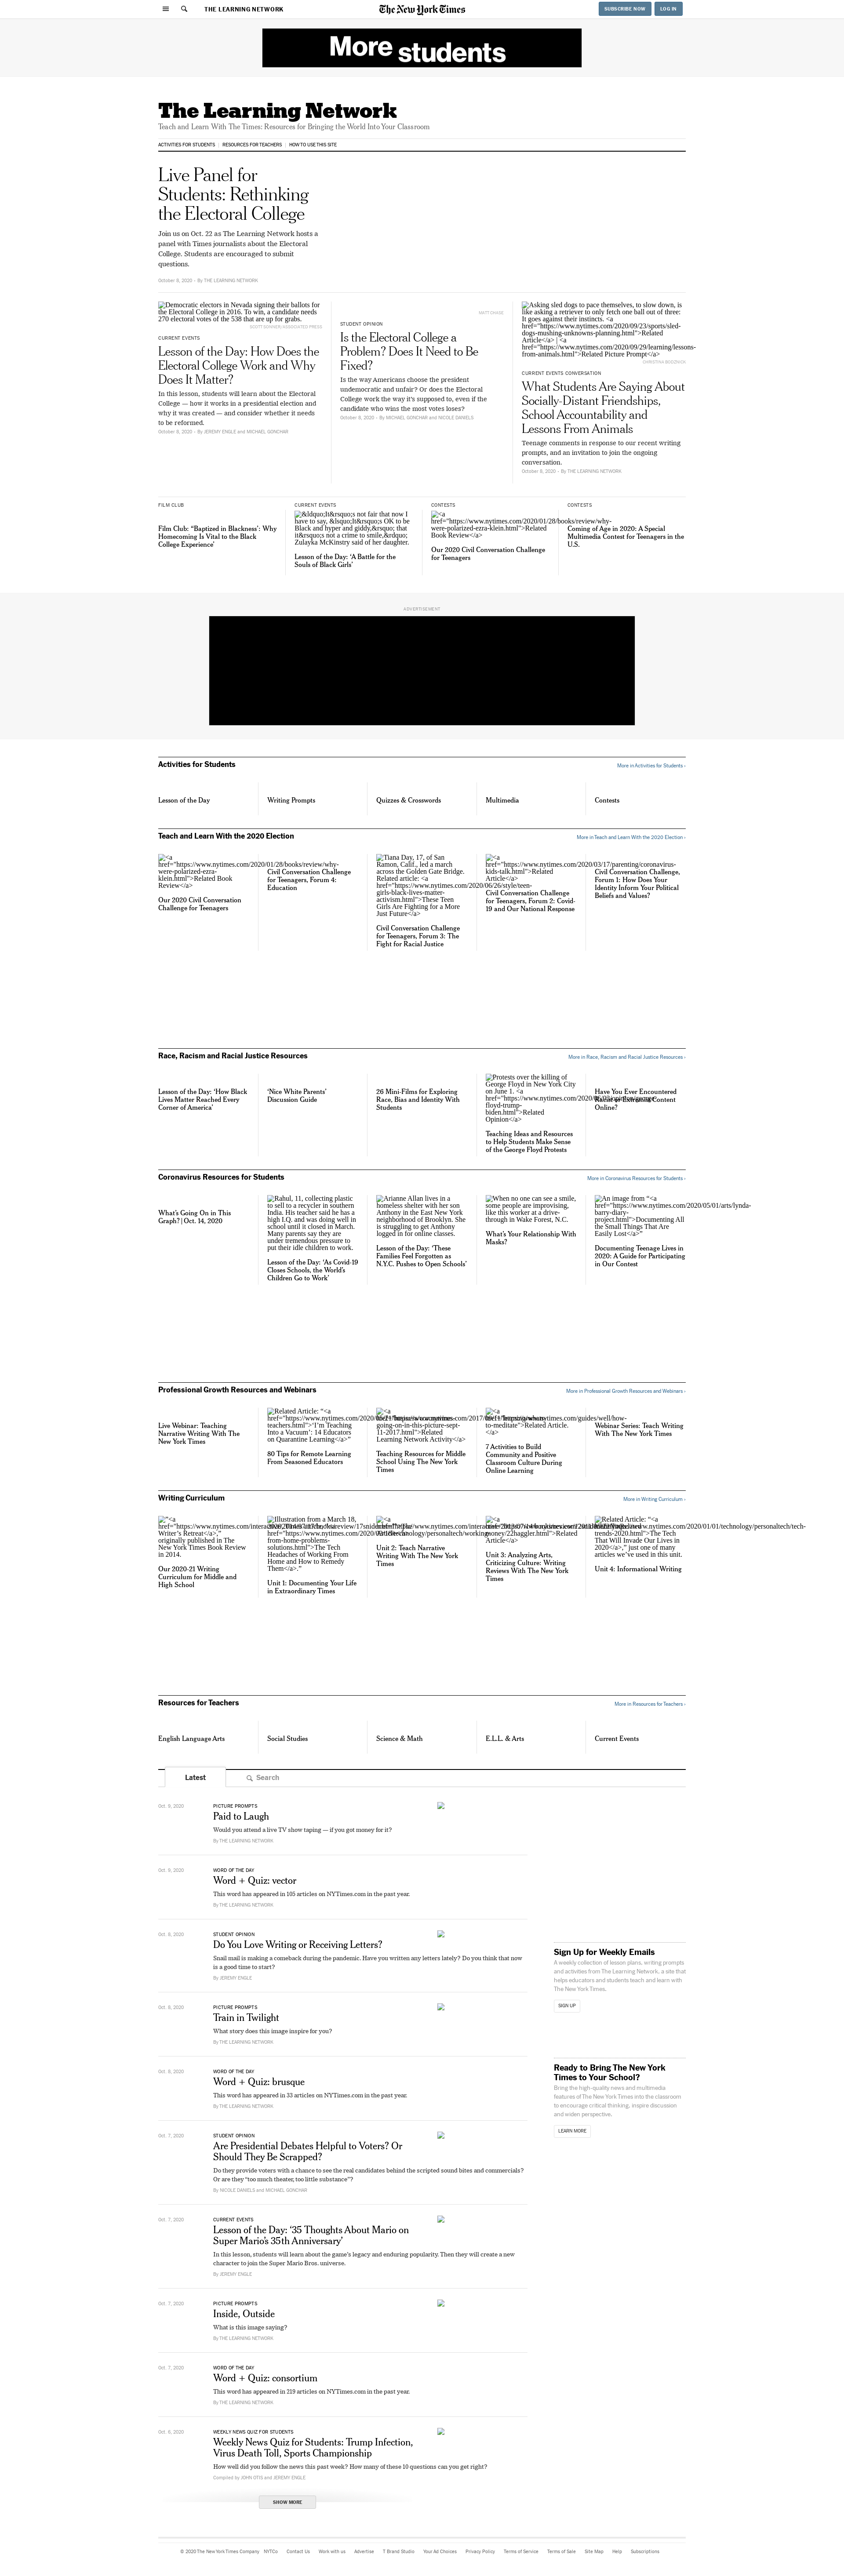 THE LEARNING NETWORK
The New York Times
SUBSCRIBE NOW
LOG IN
More students
The Learning Network
Teach and Learn With The Times: Resources for Bringing the World Into Your Classroom
ACTIVITIES FOR STUDENTS
RESOURCES FOR TEACHERS
HOW TO USE THIS SITE
Live Panel for
Students: Rethinking
the Electoral College
Join us on Oct. 22 as The Learning Network hosts a
panel with Times journalists about the Electoral
College. Students are encouraged to submit
questions.
October 9, 2020 - By THE LEARNING NETWORK
Democratic electors in Nevada signing their ballots for
the Electoral College in 2016. To win, a candidate needs
270 electoral votes of the 538 that are up for grabs.
SCOTT SONNER/ASSOCIATED PRESS
CURRENT EVENTS
Lesson of the Day: How Does the
Electoral College Work and Why
Does It Matter?
In this lesson, students will learn about the Electoral
College — how it works in a presidential election and
why it was created — and consider whether it needs
to be reformed.
October 8, 2020 - By JEREMY ENGLE and MICHAEL GONCHAR
MATT CHASE
STUDENT OPINION
Is the Electoral College a
Problem? Does It Need to Be
Fixed?
Is the way Americans choose the president
undemocratic and unfair? Or does the Electoral
College work the way it's supposed to, even if the
candidate who wins the most votes loses?
October 8, 2020 - By MICHAEL GONCHAR and NICOLE DANIELS
Asking sled dogs to pace themselves, to slow down, is
like asking a retriever to only fetch one ball out of three:
It goes against their instincts. <a
href="https://www.nytimes.com/2020/09/23/sports/sled-
dogs-mushing-unknowns-planning.html">Related
Article</a> | <a
href="https://www.nytimes.com/2020/09/29/learning/lessons-
from-animals.html">Related Picture Prompt</a>
CURRENT EVENTS CONVERSATION
What Students Are Saying About
Socially-Distant Friendships,
School Accountability and
Lessons From Animals
Teenage comments in response to our recent writing
prompts, and an invitation to join the ongoing
conversation.
October 8, 2020 - By THE LEARNING NETWORK
FILM CLUB
Film Club: "Baptized in Blackness': Why
Homecoming Is Vital to the Black
College Experience'
CURRENT EVENTS
&ldquo;It&rsquo;s not fair that now I
have to say, &lsquo;It&rsquo;s OK to be
Black and hyper and giddy,&rsquo; that
it&rsquo;s not a crime to smile,&rdquo;
Zulayka McKinstry said of her daughter.
Lesson of the Day: 'A Battle for the
Souls of Black Girls'
CONTESTS
<a
href="https://www.nytimes.com/2020/01/28/books/review/why-
were-polarized-ezra-klein.html">Related
Book Review</a>
Our 2020 Civil Conversation Challenge
for Teenagers
CONTESTS
Coming of Age in 2020: A Special
Multimedia Contest for Teenagers in the
U.S.
ADVERTISEMENT
Activities for Students
More in Activities for Students ›
Lesson of the Day
Writing Prompts
Quizzes & Crosswords
Multimedia
Contests
Teach and Learn With the 2020 Election
More in Teach and Learn With the 2020 Election ›
<a
href="https://www.nytimes.com/2020/01/28/books/review/why-
were-polarized-ezra-
klein.html">Related Book
Review</a>
Our 2020 Civil Conversation
Challenge for Teenagers
Civil Conversation Challenge
for Teenagers, Forum 4:
Education
Tiana Day, 17, of San
Ramon, Calif., led a march
across the Golden Gate Bridge.
Related article: <a
href="https://www.nytimes.com/2020/06/26/style/teen-
girls-black-lives-matter-
activism.html">These Teen
Girls Are Fighting for a More
Just Future</a>
Civil Conversation Challenge
for Teenagers, Forum 3: The
Fight for Racial Justice
<a
href="https://www.nytimes.com/2020/03/17/parenting/coronavirus-
kids-talk.html">Related
Article</a>
Civil Conversation Challenge
for Teenagers, Forum 2: Covid-
19 and Our National Response
Civil Conversation Challenge,
Forum 1: How Does Your
Identity Inform Your Political
Beliefs and Values?
Race, Racism and Racial Justice Resources
More in Race, Racism and Racial Justice Resources ›
Lesson of the Day: 'How Black
Lives Matter Reached Every
Corner of America'
'Nice White Parents'
Discussion Guide
26 Mini-Films for Exploring
Race, Bias and Identity With
Students
Protests over the killing of
George Floyd in New York City
on June 1. <a
floyd-trump-
biden.html">Related
Opinion</a>
Teaching Ideas and Resources
to Help Students Make Sense
of the George Floyd Protests
Have You Ever Encountered
Racist or Extremist Content
Online?
Coronavirus Resources for Students
More in Coronavirus Resources for Students ›
What's Going On in This
Graph? | Oct. 14, 2020
Rahul, 11, collecting plastic
to sell to a recycler in southern
India. His teacher said he has a
high I.Q. and was doing well in
school until it closed in March.
Many parents say they are
under tremendous pressure to
put their idle children to work.
Lesson of the Day: 'As Covid-19
Closes Schools, the World's
Children Go to Work'
Arianne Allan lives in a
homeless shelter with her son
Anthony in the East New York
neighborhood of Brooklyn. She
is struggling to get Anthony
logged in for online classes.
Lesson of the Day: 'These
Families Feel Forgotten as
N.Y.C. Pushes to Open Schools'
When no one can see a smile,
some people are improvising,
like this worker at a drive-
through in Wake Forest, N.C.
What's Your Relationship With
Masks?
An image from "<a
href="https://www.nytimes.com/2020/05/01/arts/lynda-
barry-diary-
project.html">Documenting All
the Small Things That Are
Easily Lost</a>"
Documenting Teenage Lives in
2020: A Guide for Participating
in Our Contest
Professional Growth Resources and Webinars
More in Professional Growth Resources and Webinars ›
Live Webinar: Teaching
Narrative Writing With The
New York Times
Related Article: "<a
teachers.html">'I'm Teaching
Into a Vacuum': 14 Educators
on Quarantine Learning</a>"
80 Tips for Remote Learning
From Seasoned Educators
going-on-in-this-picture-sept-
11-2017.html">Related
Learning Network Activity</a>
Teaching Resources for Middle
School Using The New York
Times
to-meditate">Related Article.
</a>
7 Activities to Build
Community and Positive
Classroom Culture During
Online Learning
Webinar Series: Teach Writing
With The New York Times
Writing Curriculum
More in Writing Curriculum ›
Writer's Retreat</a>,"
originally published in The
New York Times Book Review
in 2014.
Our 2020-21 Writing
Curriculum for Middle and
High School
Illustration from a March 18,
from-home-problems-
solutions.html">The Tech
Headaches of Working From
Home and How to Remedy
Them</a>."
Unit 1: Documenting Your Life
in Extraordinary Times
Unit 2: Teach Narrative
Writing With The New York
Times
money/22haggler.html">Related
Article</a>
Unit 3: Analyzing Arts,
Criticizing Culture: Writing
Reviews With The New York
Times
Related Article: "<a
trends-2020.html">The Tech
That Will Invade Our Lives in
2020</a>," just one of many
articles we've used in this unit.
Unit 4: Informational Writing
Resources for Teachers
More in Resources for Teachers ›
English Language Arts
Social Studies
Science & Math
E.L.L. & Arts
Current Events
Latest
Search
Oct. 9, 2020
PICTURE PROMPTS
Paid to Laugh
Would you attend a live TV show taping — if you got money for it?
By THE LEARNING NETWORK
Oct. 9, 2020
WORD OF THE DAY
Word + Quiz: vector
This word has appeared in 105 articles on NYTimes.com in the past year.
By THE LEARNING NETWORK
Oct. 8, 2020
STUDENT OPINION
Do You Love Writing or Receiving Letters?
Snail mail is making a comeback during the pandemic. Have you written any letters lately? Do you think that now
is a good time to start?
By JEREMY ENGLE
Oct. 8, 2020
PICTURE PROMPTS
Train in Twilight
What story does this image inspire for you?
By THE LEARNING NETWORK
Oct. 8, 2020
WORD OF THE DAY
Word + Quiz: brusque
This word has appeared in 33 articles on NYTimes.com in the past year.
By THE LEARNING NETWORK
Oct. 7, 2020
STUDENT OPINION
Are Presidential Debates Helpful to Voters? Or
Should They Be Scrapped?
Do they provide voters with a chance to see the real candidates behind the scripted sound bites and commercials?
Or are they "too much theater, too little substance"?
By NICOLE DANIELS and MICHAEL GONCHAR
Oct. 7, 2020
CURRENT EVENTS
Lesson of the Day: '35 Thoughts About Mario on
Super Mario's 35th Anniversary'
In this lesson, students will learn about the game's legacy and enduring popularity. Then they will create a new
character to join the Super Mario Bros. universe.
By JEREMY ENGLE
Oct. 7, 2020
PICTURE PROMPTS
Inside, Outside
What is this image saying?
By THE LEARNING NETWORK
Oct. 7, 2020
WORD OF THE DAY
Word + Quiz: consortium
This word has appeared in 219 articles on NYTimes.com in the past year.
By THE LEARNING NETWORK
Oct. 6, 2020
WEEKLY NEWS QUIZ FOR STUDENTS
Weekly News Quiz for Students: Trump Infection,
Virus Death Toll, Sports Championship
How well did you follow the news this past week? How many of these 10 questions can you get right?
Compiled by JOHN OTIS and JEREMY ENGLE
SHOW MORE
Sign Up for Weekly Emails
A weekly collection of lesson plans, writing prompts
and activities from The Learning Network, a site that
helps educators and students teach and learn with
The New York Times.
SIGN UP
Ready to Bring The New York
Times to Your School?
Bring the high-quality news and multimedia
features of The New York Times into the classroom
to encourage critical thinking, inspire discussion
and widen perspective.
LEARN MORE
© 2020 The New York Times Company
NYTCo
Contact Us
Work with us
Advertise
T Brand Studio
Your Ad Choices
Privacy Policy
Terms of Service
Terms of Sale
Site Map
Help
Subscriptions